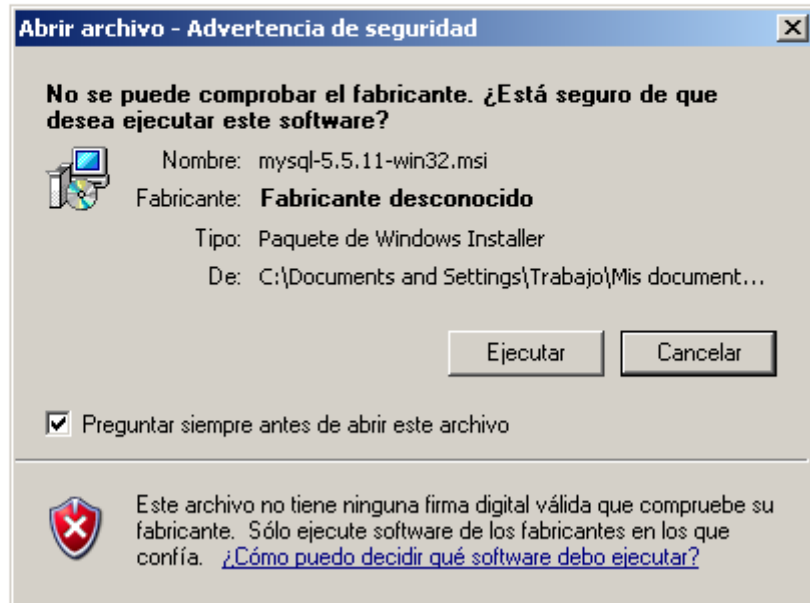 Abrir archivo - Advertencia de seguridad
No se puede comprobar el fabricante. ¿Está seguro de que
desea ejecutar este software?
Nombre: mysql-5.5.11-win32.msi
Fabricante: Fabricante desconocido
Tipo: Paquete de Windows Installer
De: C:\Documents and Settings\Trabajo\Mis document...
Ejecutar Cancelar
Preguntar siempre antes de abrir este archivo
Este archivo no tiene ninguna firma digital válida que compruebe su
fabricante. Sólo ejecute software de los fabricantes en los que
confía. ¿Cómo puedo decidir qué software debo ejecutar?